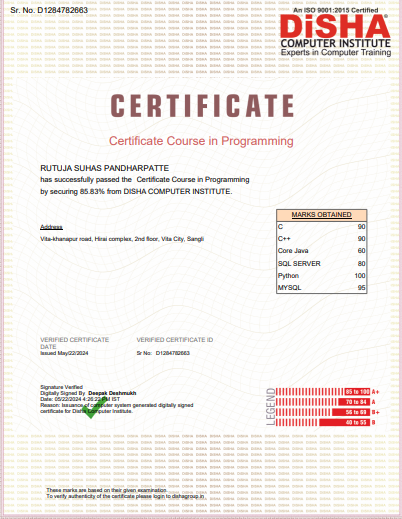 Sr. No. D1284782663
An ISO 9001:2015 Certified
DiSHA
COMPUTER INSTITUTE
Experts in Computer Training
CERTIFICATE
Certificate Course in Programming
RUTUJA SUHAS PANDHARPATTE
has successfully passed the Certificate Course in Programming
by securing 85.83% from DISHA COMPUTER INSTITUTE.
Address
Vita-khanapur road, Hirai complex, 2nd floor, Vita City, Sangli
MARKS OBTAINED
C 90
C++ 90
Core Java 60
SQL SERVER 80
Python 100
MYSQL 95
VERIFIED CERTIFICATE DATE
Issued May/22/2024
VERIFIED CERTIFICATE ID
Sr No: D1284782663
Signature Verified
Digitally Signed By Deepak Deshmukh
Date: 05/22/2024 4:26:22 PM IST
Reason: Issuance of computer system generated digitally signed
certificate for Disha Computer Institute.
LEGEND
85 to 100 A+
70 to 84 A
56 to 69 B+
40 to 55 B
These marks are based on their given examination
To verify authenticity of the certificate please login to dishagroup.in